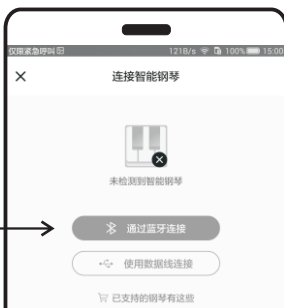 仅限紧急呼叫 121B/s 100% 15:00
连接智能钢琴
未检测到智能钢琴
通过蓝牙连接
使用数据线连接
已支持的钢琴有这些